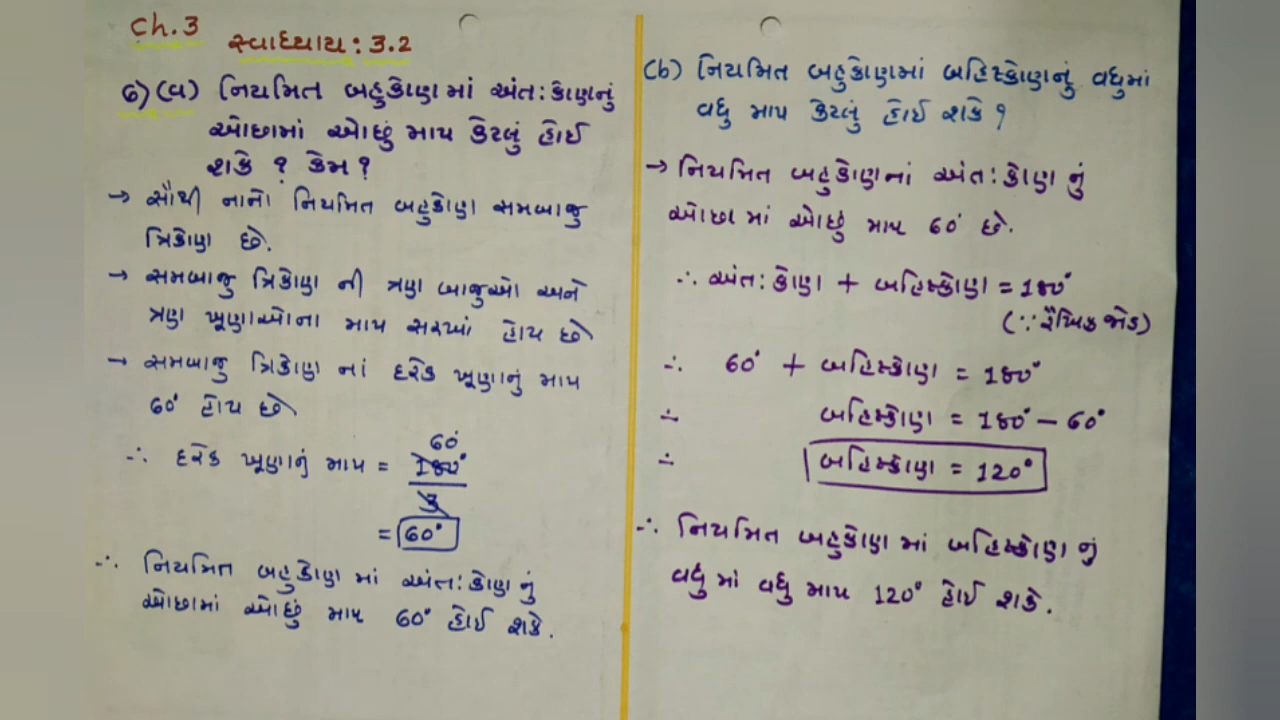 Ch.3
સ્વાધ્યાય: 3.2
6) (a) નિયમિત બહુકોણમાં અંત:કોણનું
ઓછામાં ઓછું માપ કેટલું હોઈ
શકે ? કેમ ?
→ સૌથી નાનો નિયમિત બહુકોણ સમબાજુ
ત્રિકોણ છે.
→ સમબાજુ ત્રિકોણ ની ત્રણ બાજુઓ અને
ત્રણ ખૂણાઓના માપ સરખાં હોય છે
→ સમબાજુ ત્રિકોણ નાં દરેક ખૂણાનું માપ
60° હોય છે
60°
∴ દરેક ખૂણાનું માપ = 180°
3
= 60°
∴ નિયમિત બહુકોણ માં અંત:કોણ નું
ઓછામાં ઓછું માપ 60° હોઈ શકે.
(b) નિયમિત બહુકોણમાં બહિષ્કોણનું વધુમાં
વધુ માપ કેટલું હોઈ શકે ?
→ નિયમિત બહુકોણનાં અંત:કોણ નું
ઓછા માં ઓછું માપ 60° છે.
∴ અંત:કોણ + બહિષ્કોણ = 180°
(∵ રૈખિક જોડ)
∴ 60° + બહિષ્કોણ = 180°
∴ બહિષ્કોણ = 180° - 60°
∴ બહિષ્કોણ = 120°
∴ નિયમિત બહુકોણ માં બહિષ્કોણ નું
વધુ માં વધુ માપ 120° હોઈ શકે.